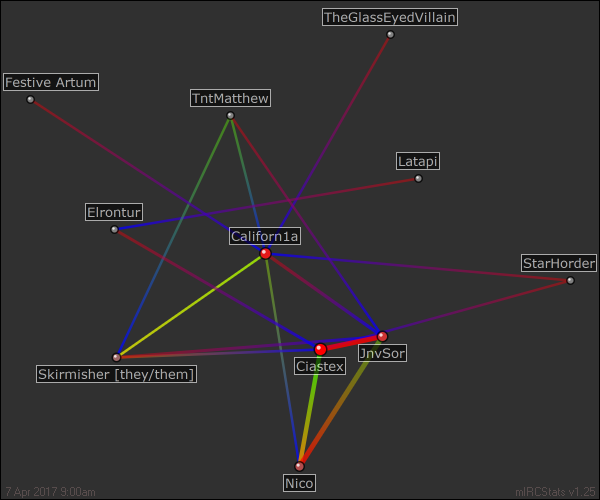 TheGlassEyedVillain
Festive Artum
TntMatthew
Latapi
Elrontur
Californ1a
StarHorder
JnvSor
Ciastex
Skirmisher [they/them]
Nico
7 Apr 2017 9:00am
mIRCStats v1.25